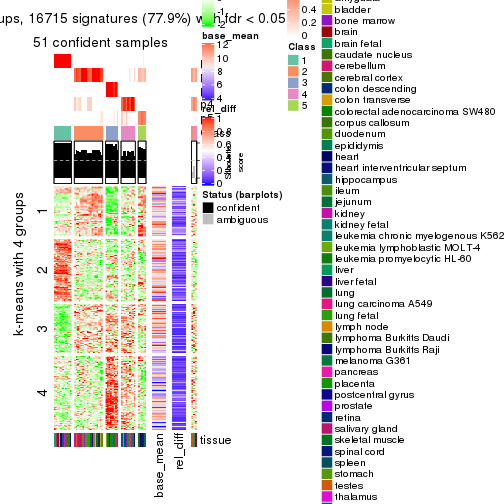 ups, 16715 signatures (77.9%) with fdr < 0.05
51 confident samples
-2
base_mean
12
10
8
6
4
rel_diff
1
0.8
0.6
0.4
0.2
0
score
Status (barplots)
confident
ambiguous
0.4
0.2
0
Class
1
2
3
4
5
k-means with 4 groups
1
2
3
4
tissue
base_mean
rel_diff
bladder
bone marrow
brain
brain fetal
caudate nucleus
cerebellum
cerebral cortex
colon descending
colon transverse
colorectal adenocarcinoma SW480
corpus callosum
duodenum
epididymis
heart
heart interventricular septum
hippocampus
ileum
jejunum
kidney
kidney fetal
leukemia chronic myelogenous K562
leukemia lymphoblastic MOLT-4
leukemia promyelocytic HL-60
liver
liver fetal
lung
lung carcinoma A549
lung fetal
lymph node
lymphoma Burkitts Daudi
lymphoma Burkitts Raji
melanoma G361
pancreas
placenta
postcentral gyrus
prostate
retina
salivary gland
skeletal muscle
spinal cord
spleen
stomach
testes
thalamus